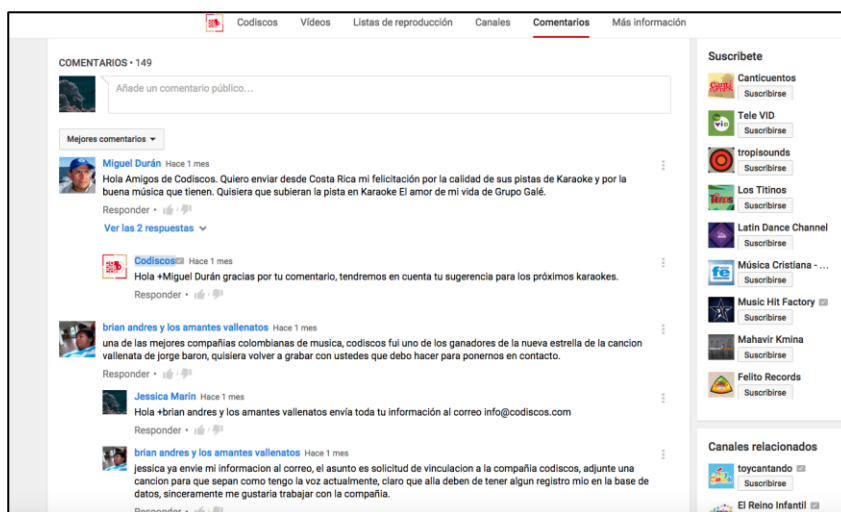 Codiscos Vídeos Listas de reproducción Canales Comentarios Más información
COMENTARIOS • 149
Añade un comentario público...
Mejores comentarios
Miguel Durán Hace 1 mes
Hola Amigos de Codiscos. Quiero enviar desde Costa Rica mi felicitación por la calidad de sus pistas de Karaoke y por la
buena música que tienen. Quisiera que subieran la pista en Karaoke El amor de mi vida de Grupo Galé.
Responder •
Ver las 2 respuestas
Codiscos Hace 1 mes
Hola +Miguel Durán gracias por tu comentario, tendremos en cuenta tu sugerencia para los próximos karaokes.
Responder •
brian andres y los amantes vallenatos Hace 1 mes
una de las mejores compañias colombianas de musica, codiscos fui uno de los ganadores de la nueva estrella de la cancion
vallenata de jorge baron, quisiera volver a grabar con ustedes que debo hacer para ponernos en contacto.
Responder •
Jessica Marin Hace 1 mes
Hola +brian andres y los amantes vallenatos envía toda tu información al correo info@codiscos.com
Responder •
brian andres y los amantes vallenatos Hace 1 mes
jessica ya envie mi informacion al correo, el asunto es solicitud de vinculacion a la compañia codiscos, adjunte una
cancion para que sepan como tengo la voz actualmente, claro que alla deben de tener algun registro mio en la base de
datos, sinceramente me gustaria trabajar con la compañia.
Responder •
Suscríbete
Canticuentos
Suscribirse
Tele VID
Suscribirse
tropisounds
Suscribirse
Los Titinos
Suscribirse
Latin Dance Channel
Suscribirse
Música Cristiana - ...
Suscribirse
Music Hit Factory
Suscribirse
Mahavir Kmina
Suscribirse
Felito Records
Suscribirse
Canales relacionados
toycantando
Suscribirse
El Reino Infantil